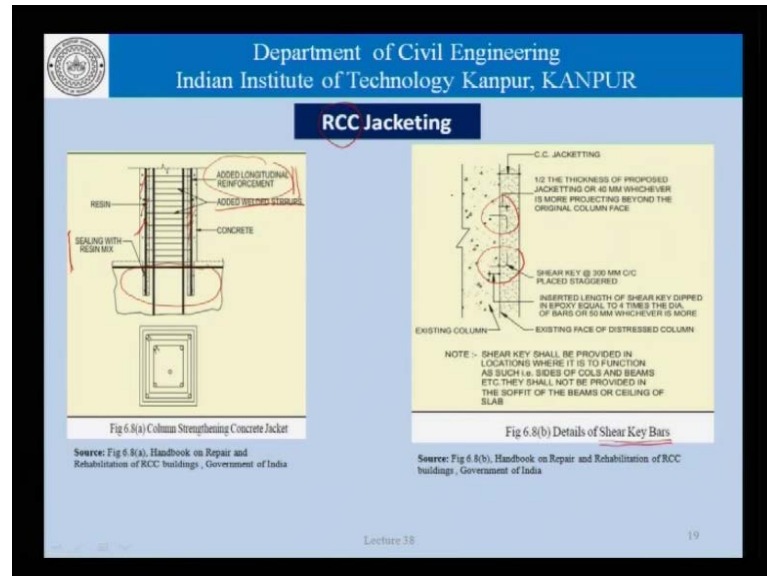 Department of Civil Engineering
Indian Institute of Technology Kanpur, KANPUR
RCC Jacketing
ADDED LONGITUDINAL
REINFORCEMENT
RESIN
ADDED WELDED STIRRUPS
CONCRETE
SEALING WITH
RESIN MIX
Fig 6.8(a) Column Strengthening Concrete Jacket
Source: Fig 6.8(a), Handbook on Repair and
Rehabilitation of RCC buildings , Government of India
C.C. JACKETTING
1/2 THE THICKNESS OF PROPOSED
JACKETTING OR 40 MM WHICHEVER
IS MORE PROJECTING BEYOND THE
ORIGINAL COLUMN FACE
SHEAR KEY @ 300 MM C/C
PLACED STAGGERED
INSERTED LENGTH OF SHEAR KEY DIPPED
IN EPOXY EQUAL TO 4 TIMES THE DIA.
OF BARS OR 50 MM WHICHEVER IS MORE
EXISTING COLUMN
EXISTING FACE OF DISTRESSED COLUMN
NOTE :- SHEAR KEY SHALL BE PROVIDED IN
LOCATIONS WHERE IT IS TO FUNCTION
AS SUCH i.e. SIDES OF COLS AND BEAMS
ETC.THEY SHALL NOT BE PROVIDED IN
THE SOFFIT OF THE BEAMS OR CEILING OF
SLAB
Fig 6.8(b) Details of Shear Key Bars
Source: Fig 6.8(b), Handbook on Repair and Rehabilitation of RCC
buildings , Government of India
Lecture 38
19